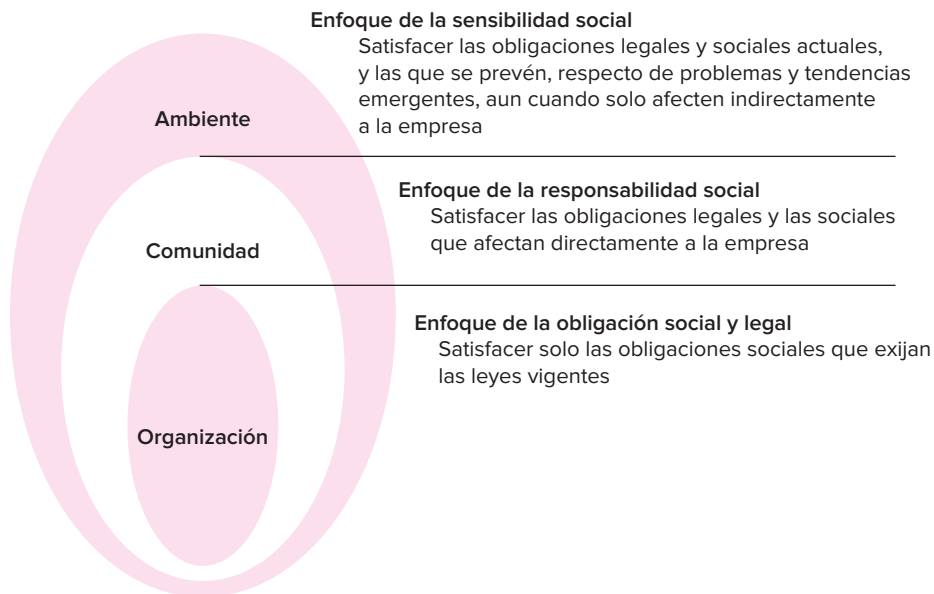 Enfoque de la sensibilidad social
Satisfacer las obligaciones legales y sociales actuales,
y las que se prevén, respecto de problemas y tendencias
emergentes, aun cuando solo afecten indirectamente
a la empresa
Ambiente
Enfoque de la responsabilidad social
Satisfacer las obligaciones legales y las sociales
que afectan directamente a la empresa
Comunidad
Enfoque de la obligación social y legal
Satisfacer solo las obligaciones sociales que exijan
las leyes vigentes
Organización